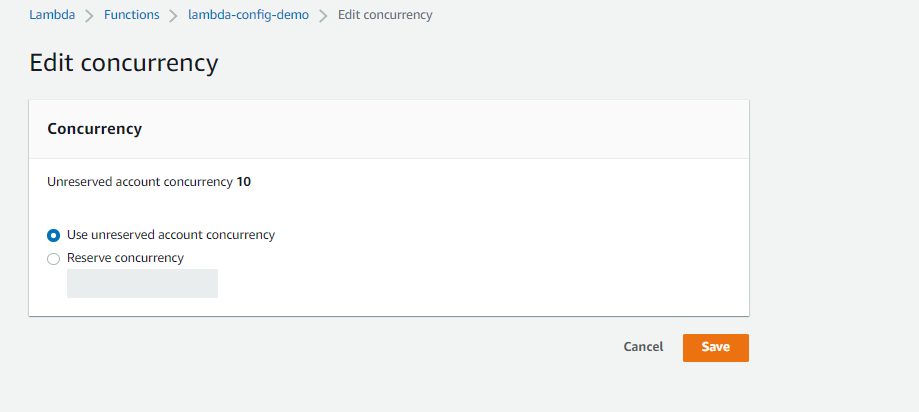 Lambda > Functions > lambda-config-demo > Edit concurrency
Edit concurrency
Concurrency
Unreserved account concurrency 10
Use unreserved account concurrency
Reserve concurrency
Cancel Save